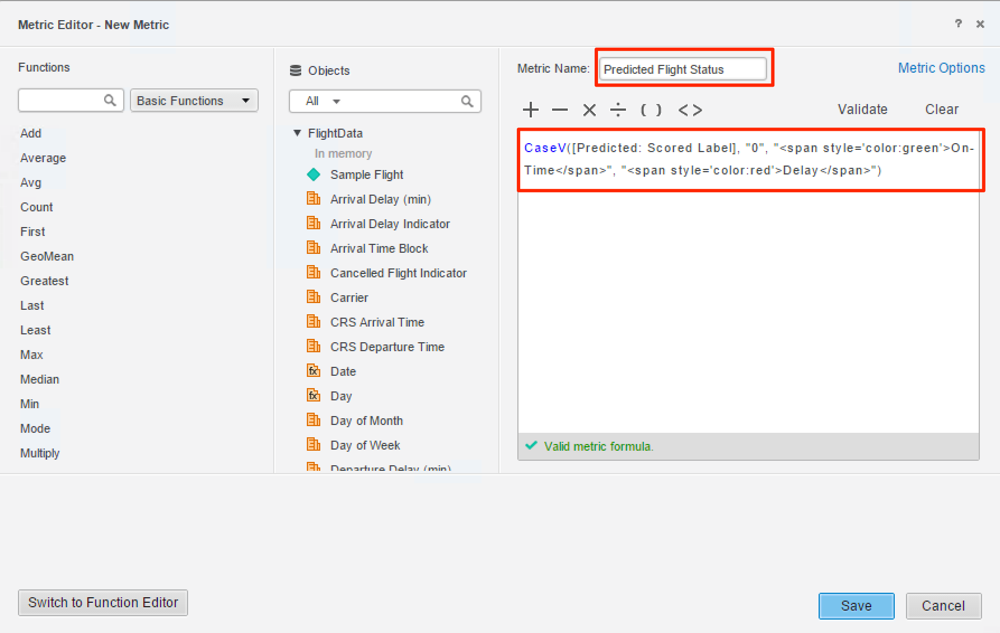 Metric Editor - New Metric
? ×
Functions
Basic Functions
Add
Average
Avg
Count
First
GeoMean
Greatest
Last
Least
Max
Median
Min
Mode
Multiply
Objects
All
FlightData
In memory
Sample Flight
Arrival Delay (min)
Arrival Delay Indicator
Arrival Time Block
Cancelled Flight Indicator
Carrier
CRS Arrival Time
CRS Departure Time
fx Date
fx Day
Day of Month
Day of Week
Departure Delay (min)
Metric Name: Predicted Flight Status
Metric Options
+ − × ÷ ( ) < >
Validate Clear
CaseV([Predicted: Scored Label], "0", "<span style='color:green'>On-
Time</span>", "<span style='color:red'>Delay</span>")
Valid metric formula.
Switch to Function Editor
Save Cancel